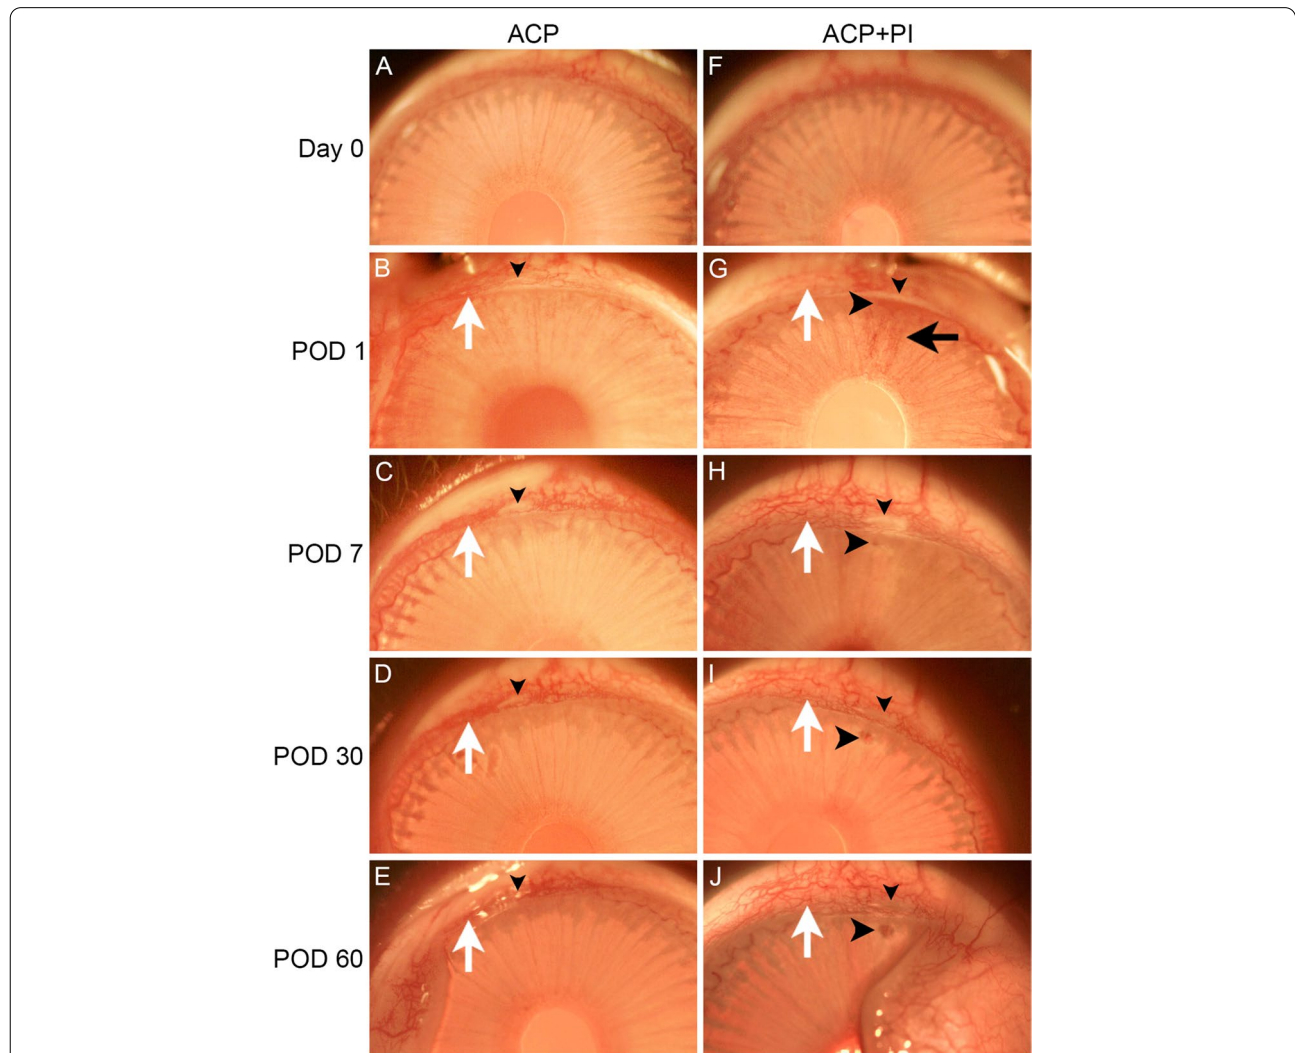 ACP ACP+PI
A F
Day 0
B G
POD 1
C H
POD 7
D I
POD 30
E J
POD 60